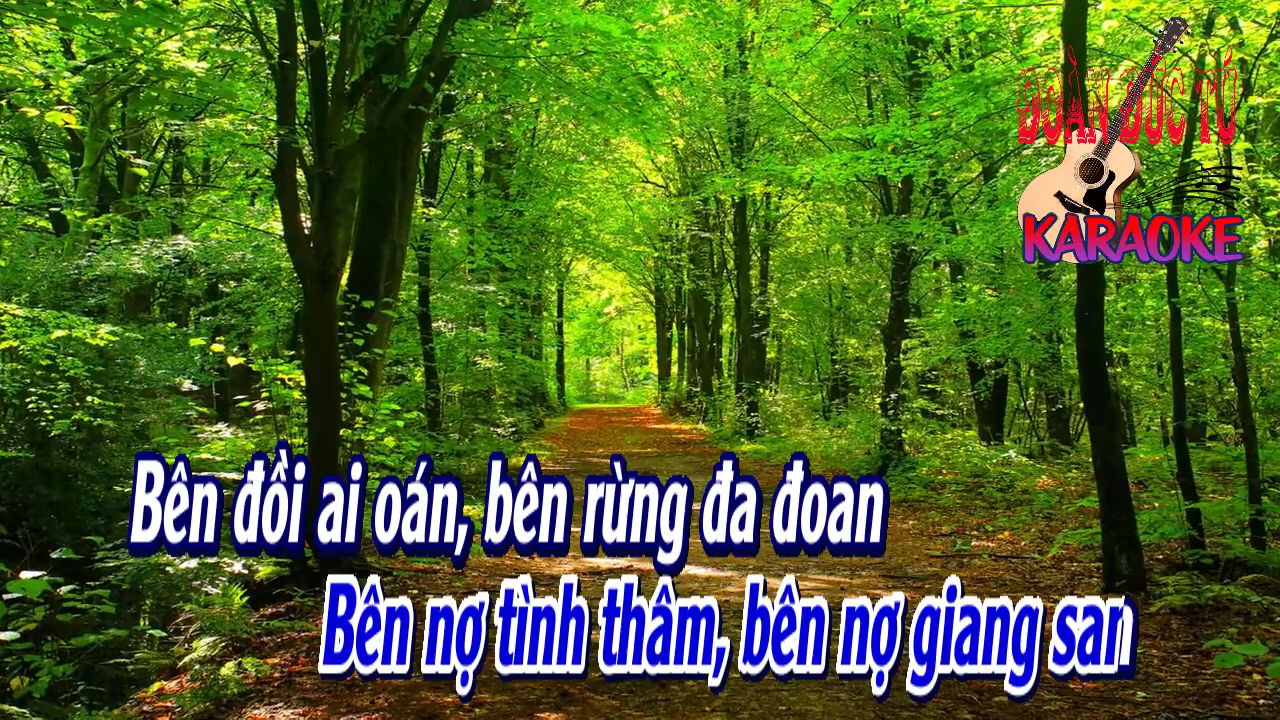 ĐOÀN ĐỨC TÚ
KARAOKE
Bên đồi ai oán, bên rừng đa đoan
Bên nợ tình thâm, bên nợ giang san